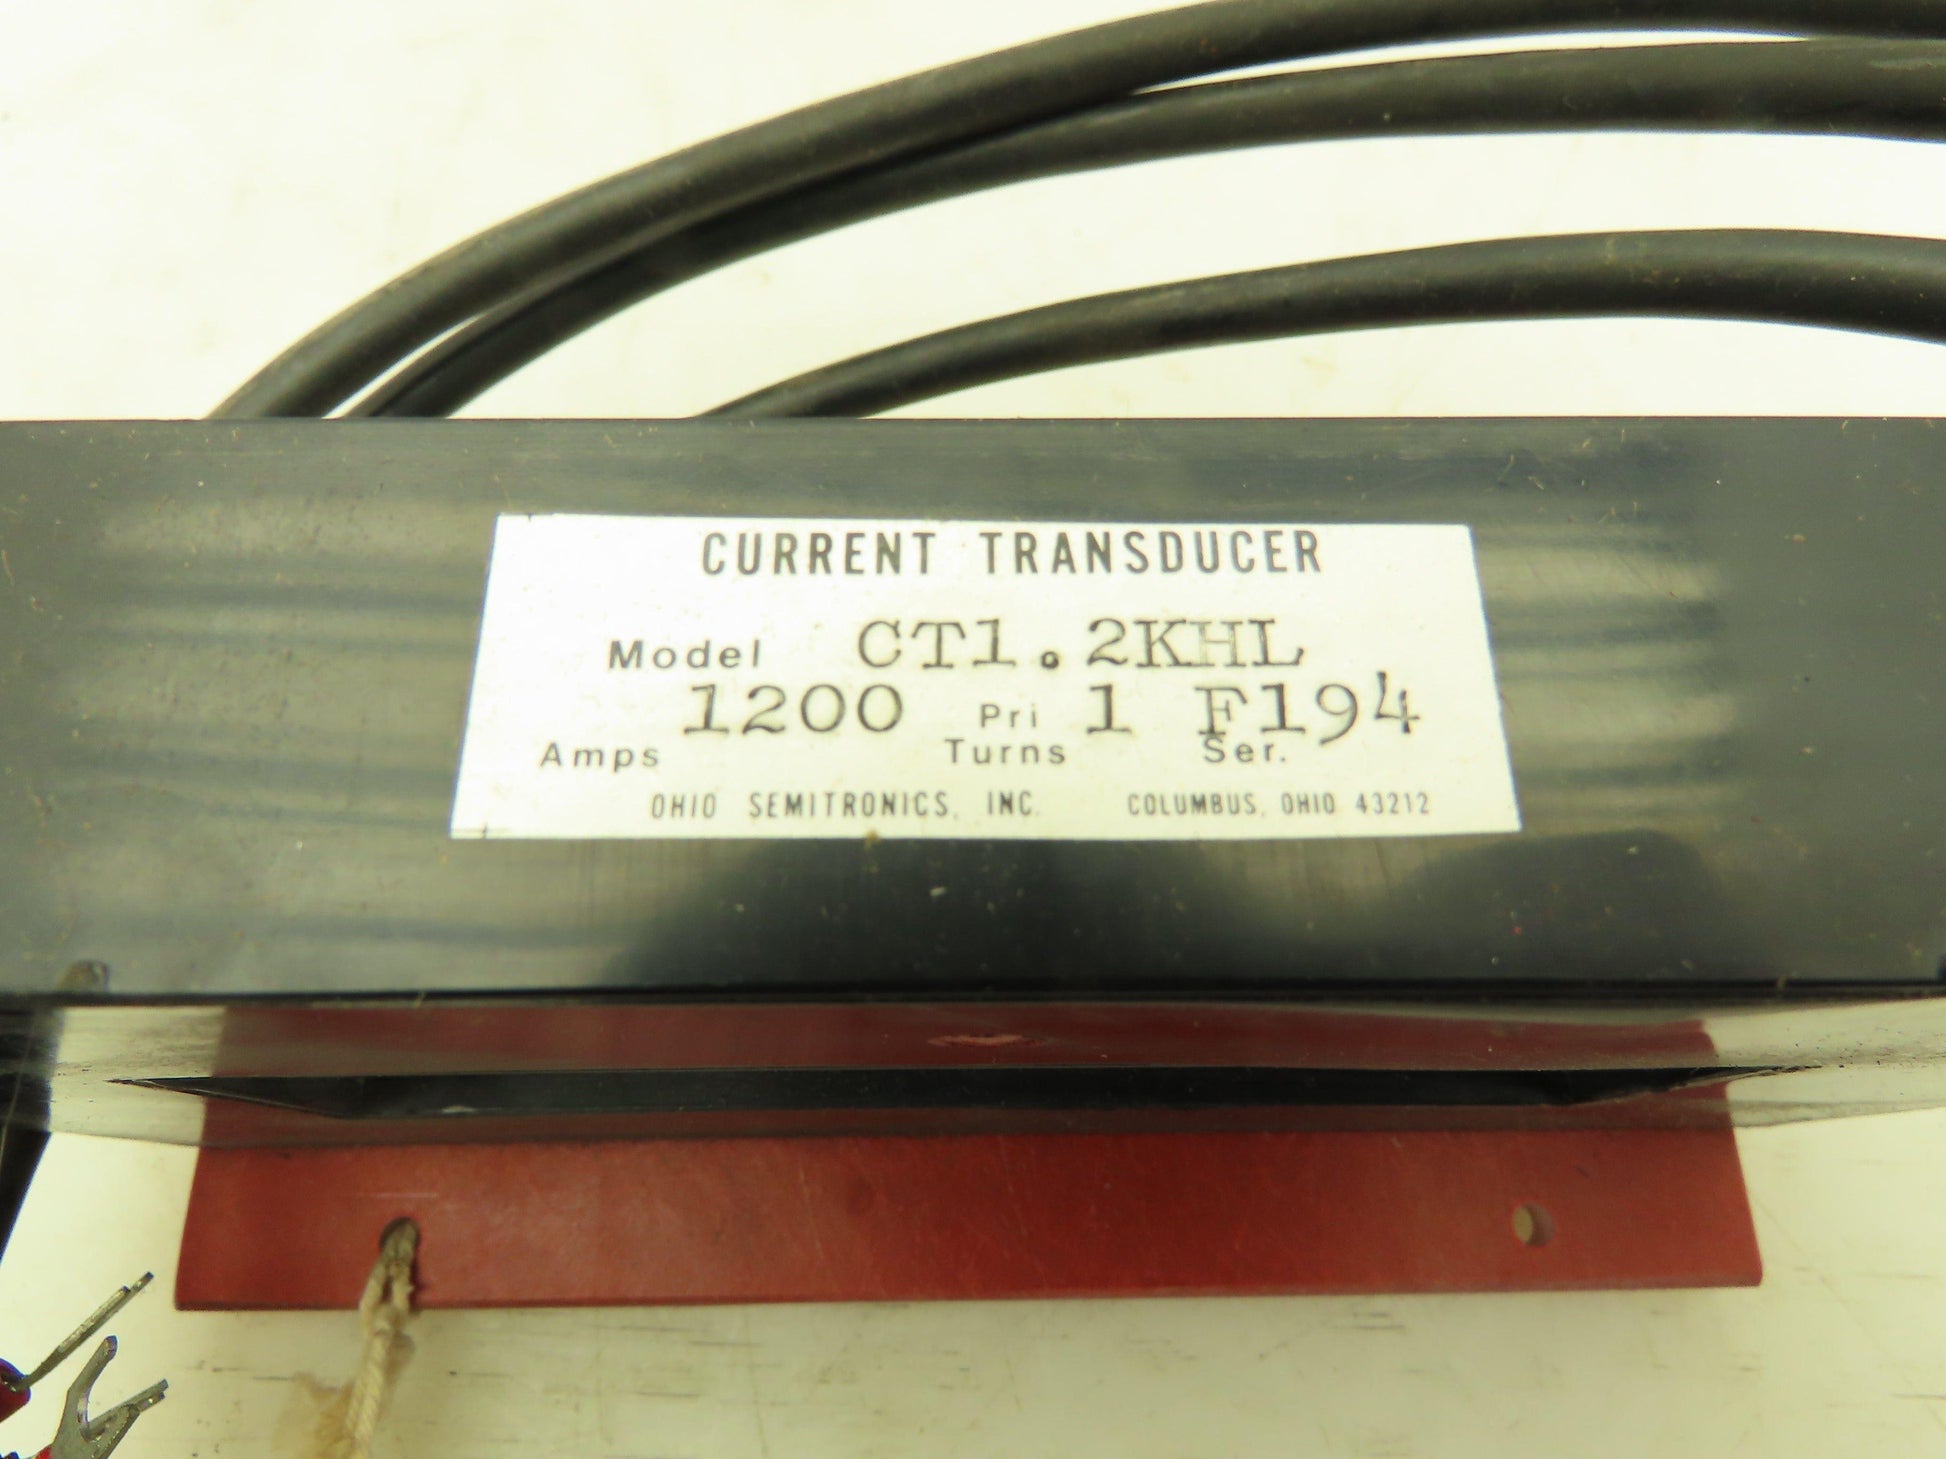 CURRENT TRANSDUCER
Model CT1.2KHL
Amps 1200 Pri Turns 1 Ser. F194
OHIO SEMITRONICS, INC. COLUMBUS, OHIO 43212